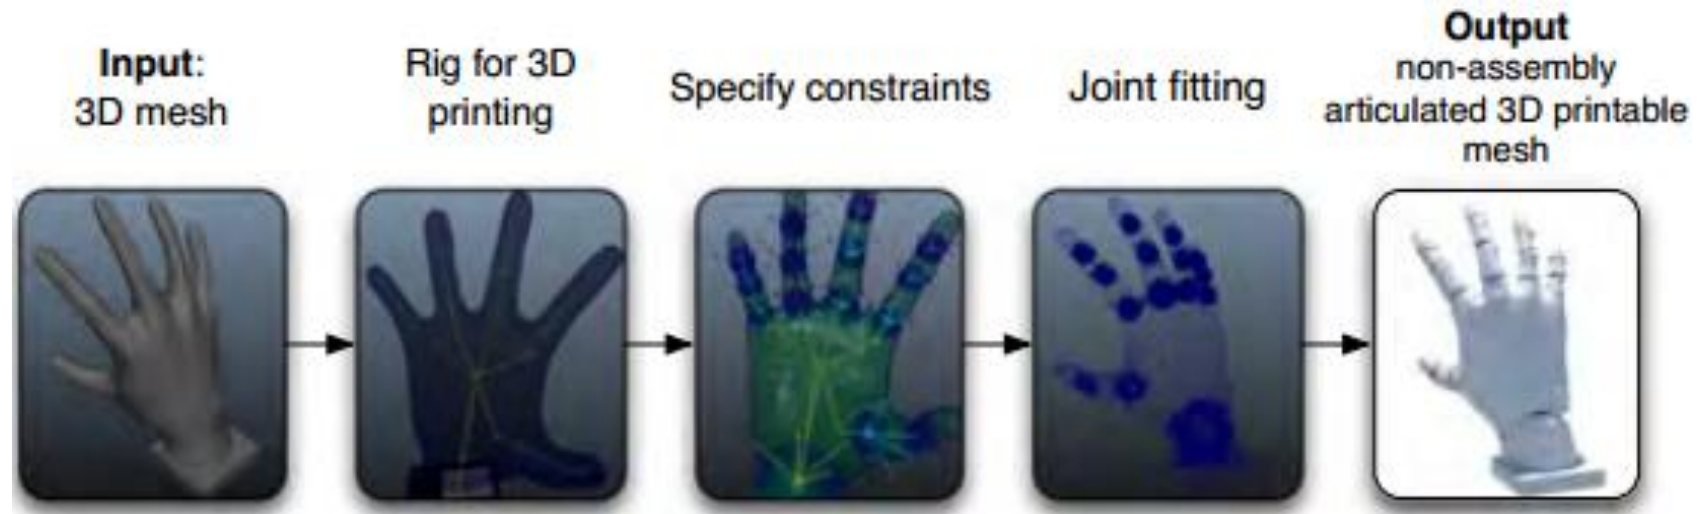 Input:
3D mesh
Rig for 3D
printing
Specify constraints
Joint fitting
Output
non-assembly
articulated 3D printable
mesh